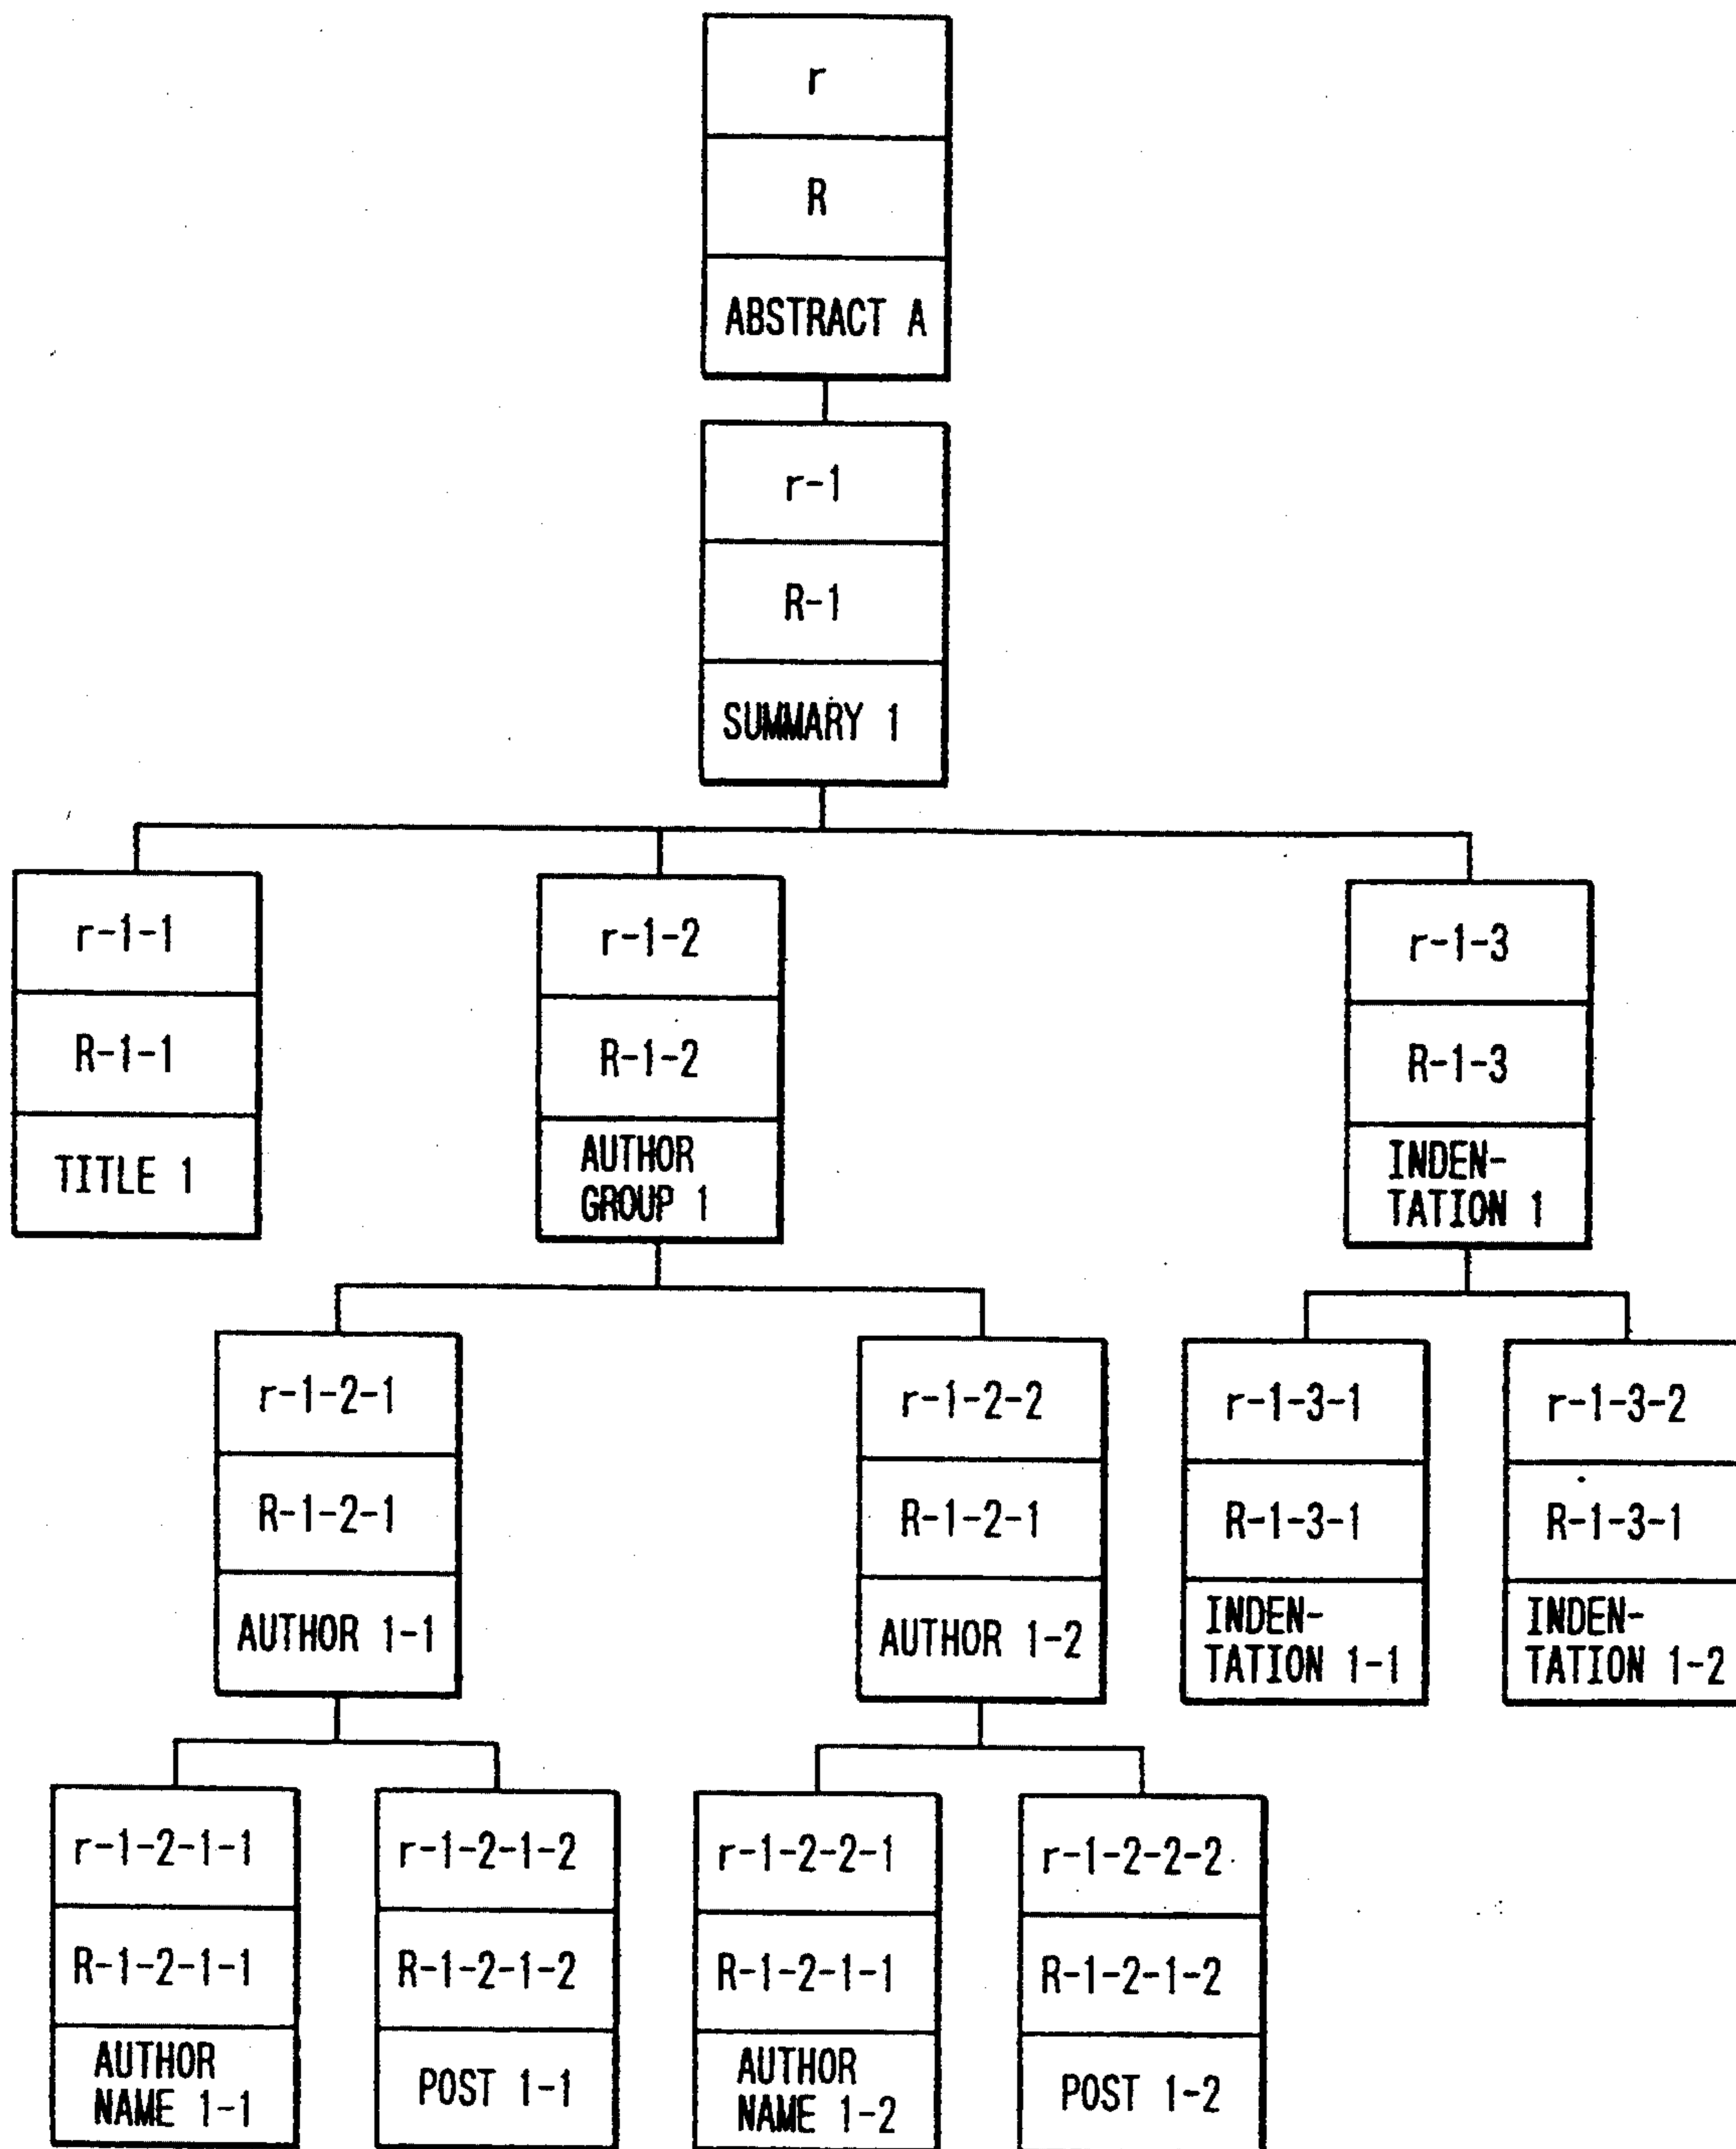 r
R
ABSTRACT A
r-1
R-1
SUMMARY 1
r-1-1
R-1-1
TITLE 1
r-1-2
R-1-2
AUTHOR
GROUP 1
r-1-3
R-1-3
INDEN-
TATION 1
r-1-2-1
R-1-2-1
AUTHOR 1-1
r-1-2-2
R-1-2-1
AUTHOR 1-2
r-1-3-1
R-1-3-1
INDEN-
TATION 1-1
r-1-3-2
R-1-3-1
INDEN-
TATION 1-2
r-1-2-1-1
R-1-2-1-1
AUTHOR
NAME 1-1
r-1-2-1-2
R-1-2-1-2
POST 1-1
r-1-2-2-1
R-1-2-1-1
AUTHOR
NAME 1-2
r-1-2-2-2
R-1-2-1-2
POST 1-2